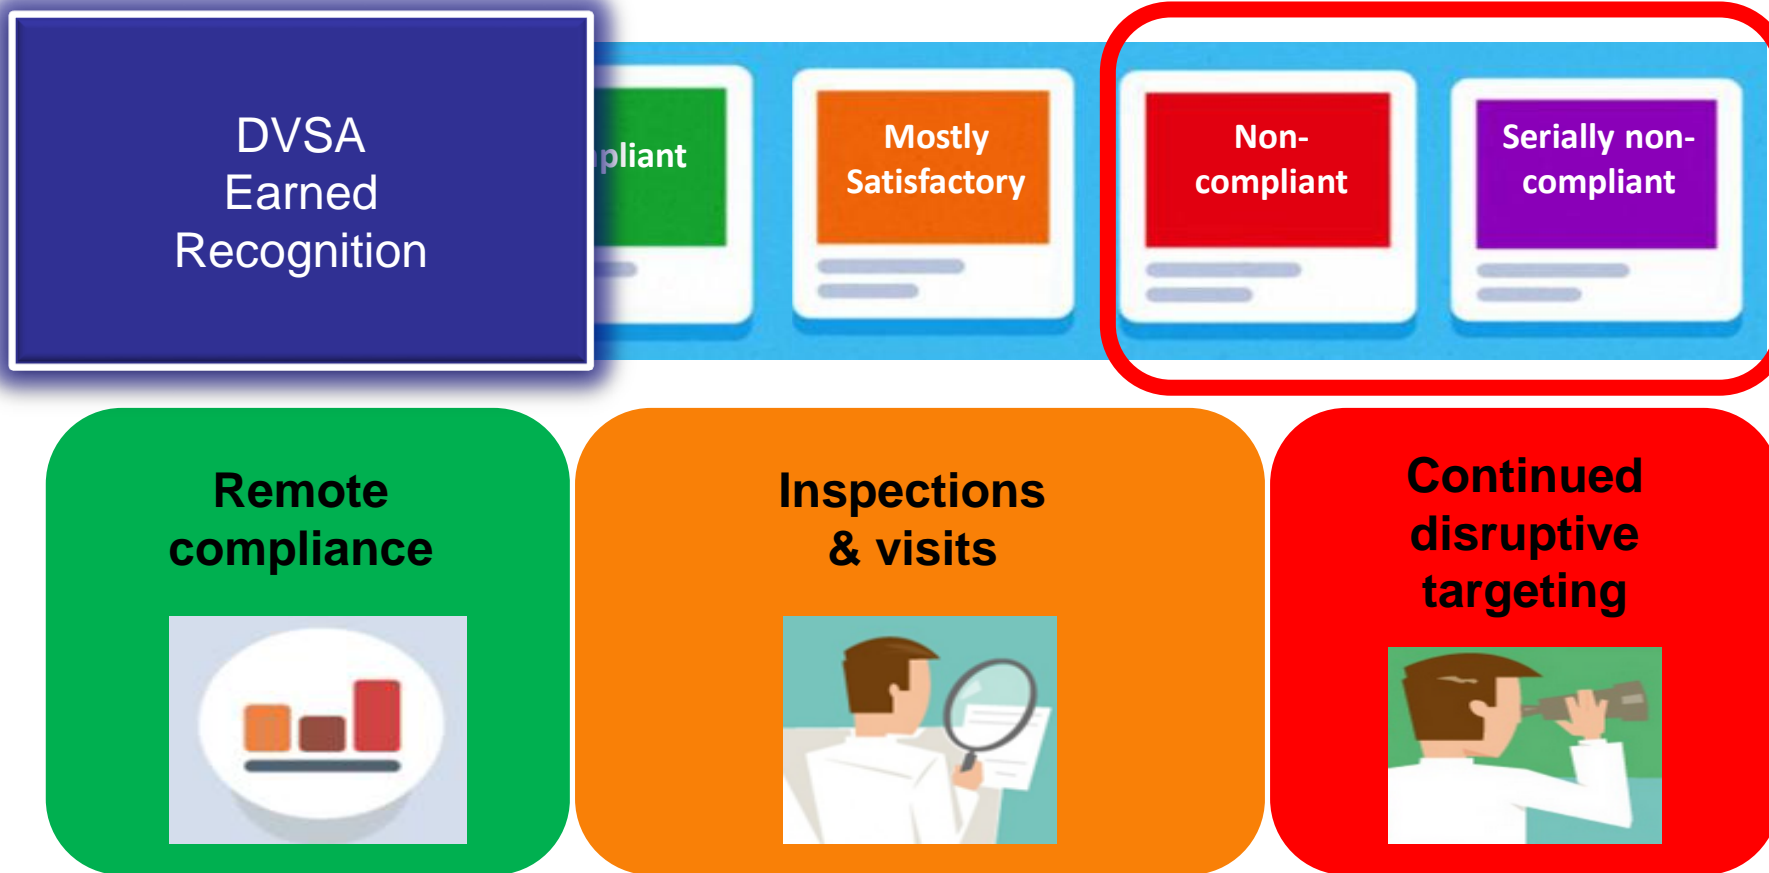 DVSA
Earned
Recognition
pliant
Mostly
Satisfactory
Non-
compliant
Serially non-
compliant
Remote
compliance
Inspections
& visits
Continued
disruptive
targeting